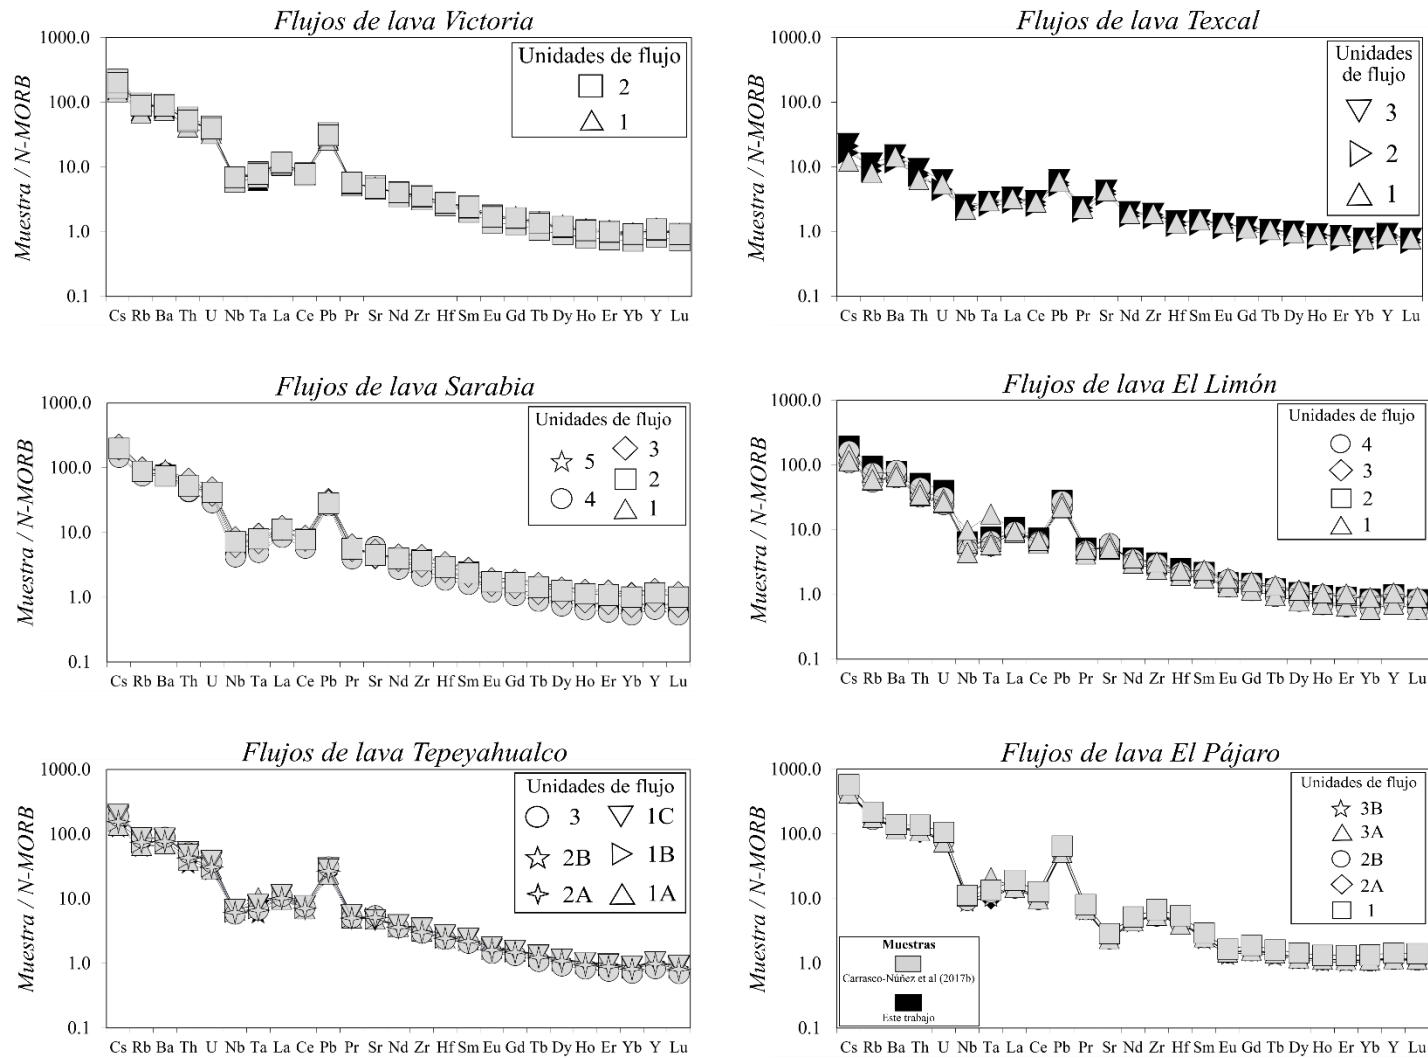 Flujos de lava Victoria
Muestra / N-MORB
1000.0
100.0
10.0
1.0
0.1
Unidades de flujo
2
1
Cs Rb Ba Th U Nb Ta La Ce Pb Pr Sr Nd Zr Hf Sm Eu Gd Tb Dy Ho Er Yb Y Lu
Flujos de lava Texcal
Muestra / N-MORB
1000.0
100.0
10.0
1.0
0.1
Unidades
de flujo
3
2
1
Cs Rb Ba Th U Nb Ta La Ce Pb Pr Sr Nd Zr Hf Sm Eu Gd Tb Dy Ho Er Yb Y Lu
Flujos de lava Sarabia
Muestra / N-MORB
1000.0
100.0
10.0
1.0
0.1
Unidades de flujo
3
5
2
4
1
Cs Rb Ba Th U Nb Ta La Ce Pb Pr Sr Nd Zr Hf Sm Eu Gd Tb Dy Ho Er Yb Y Lu
Flujos de lava El Limón
Muestra / N-MORB
1000.0
100.0
10.0
1.0
0.1
Unidades de flujo
4
3
2
1
Cs Rb Ba Th U Nb Ta La Ce Pb Pr Sr Nd Zr Hf Sm Eu Gd Tb Dy Ho Er Yb Y Lu
Flujos de lava Tepeyahualco
Muestra / N-MORB
1000.0
100.0
10.0
1.0
0.1
Unidades de flujo
3 1C
2B 1B
2A 1A
Cs Rb Ba Th U Nb Ta La Ce Pb Pr Sr Nd Zr Hf Sm Eu Gd Tb Dy Ho Er Yb Y Lu
Flujos de lava El Pájaro
Muestra / N-MORB
1000.0
100.0
10.0
1.0
0.1
Unidades de flujo
3B
3A
2B
2A
1
Muestras
Carrasco-Núñez et al (2017b)
Este trabajo
Cs Rb Ba Th U Nb Ta La Ce Pb Pr Sr Nd Zr Hf Sm Eu Gd Tb Dy Ho Er Yb Y Lu